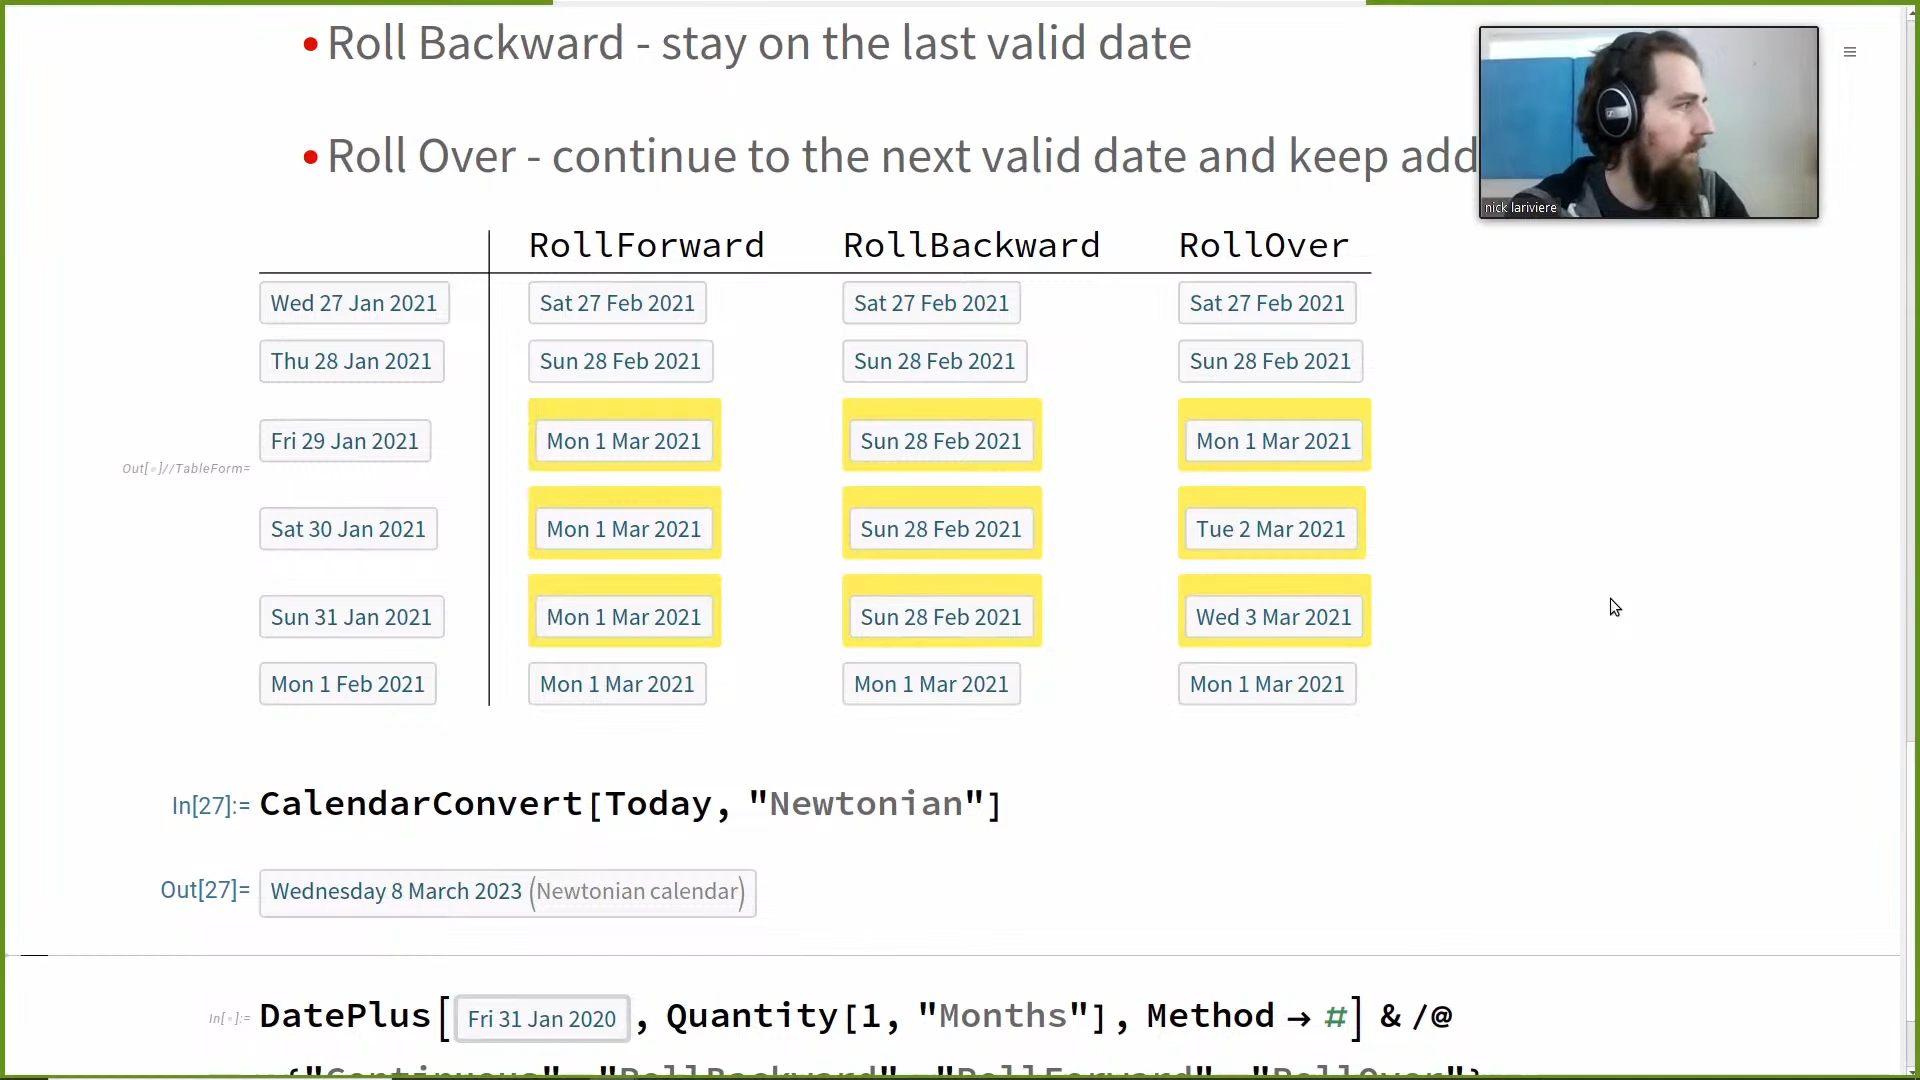 • Roll Backward - stay on the last valid date
• Roll Over - continue to the next valid date and keep add
nick lariviere
RollForward RollBackward RollOver
Wed 27 Jan 2021 Sat 27 Feb 2021 Sat 27 Feb 2021 Sat 27 Feb 2021
Thu 28 Jan 2021 Sun 28 Feb 2021 Sun 28 Feb 2021 Sun 28 Feb 2021
Fri 29 Jan 2021 Mon 1 Mar 2021 Sun 28 Feb 2021 Mon 1 Mar 2021
Out[•]//TableForm=
Sat 30 Jan 2021 Mon 1 Mar 2021 Sun 28 Feb 2021 Tue 2 Mar 2021
Sun 31 Jan 2021 Mon 1 Mar 2021 Sun 28 Feb 2021 Wed 3 Mar 2021
Mon 1 Feb 2021 Mon 1 Mar 2021 Mon 1 Mar 2021 Mon 1 Mar 2021
In[27]:= CalendarConvert[Today, "Newtonian"]
Out[27]= Wednesday 8 March 2023 (Newtonian calendar)
In[•]:= DatePlus[Fri 31 Jan 2020, Quantity[1, "Months"], Method → #] & /@
{"Continuous", "RollBackward", "RollForward", "RollOver"}